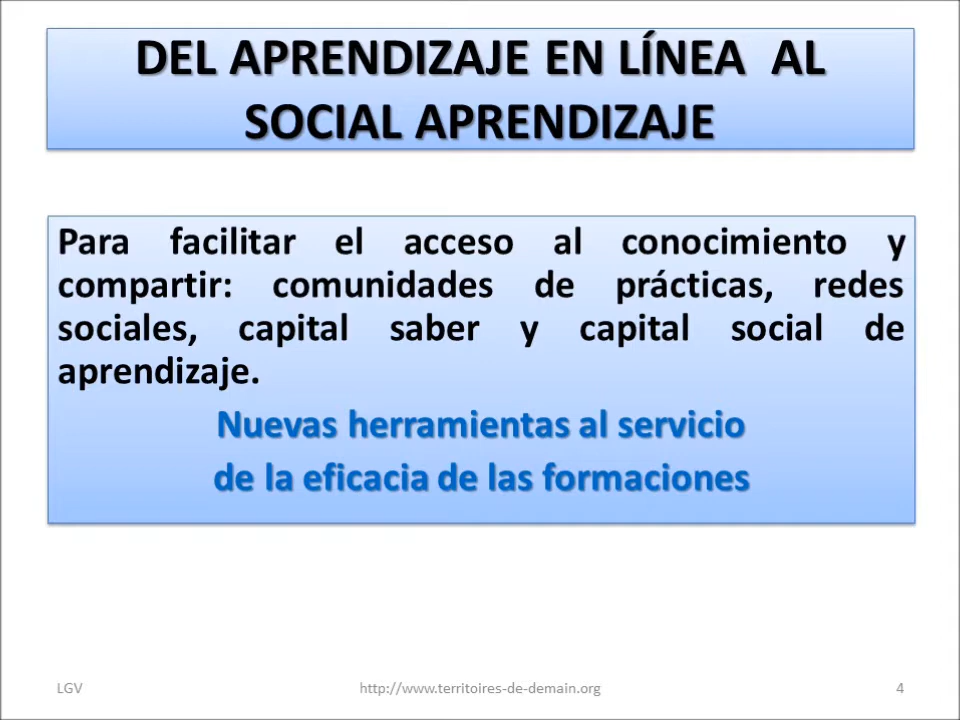 DEL APRENDIZAJE EN LÍNEA AL
SOCIAL APRENDIZAJE
Para facilitar el acceso al conocimiento y
compartir: comunidades de prácticas, redes
sociales, capital saber y capital social de
aprendizaje.
Nuevas herramientas al servicio
de la eficacia de las formaciones
LGV
http://www.territoires-de-demain.org
4